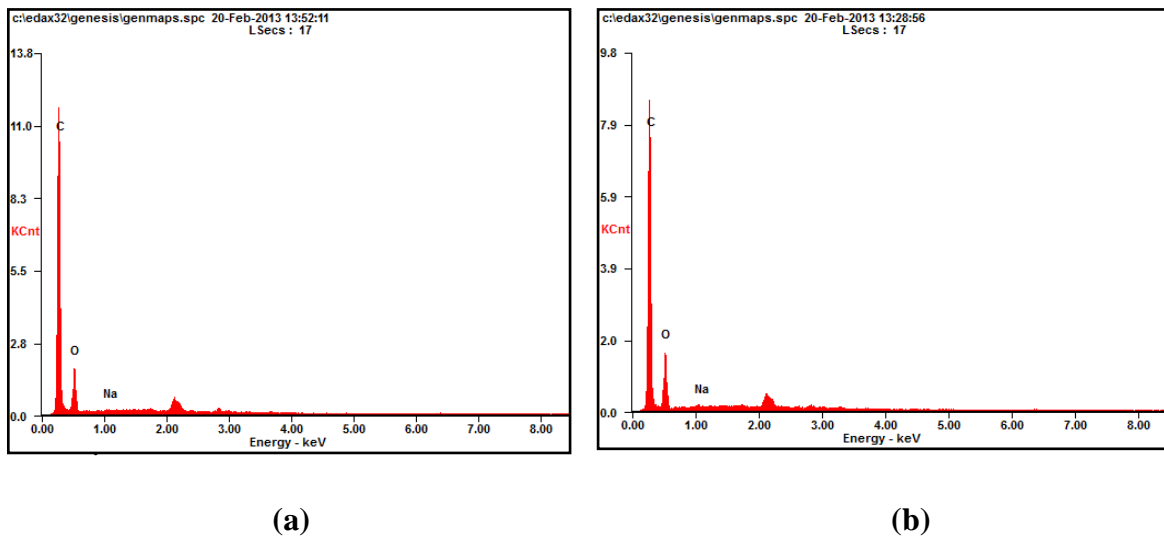 c:\edax32\genesis\genmaps.spc 20-Feb-2013 13:52:11
LSecs : 17
13.8
11.0
8.3
KCnt
5.5
2.8
0.0
C
O
Na
0.00 1.00 2.00 3.00 4.00 5.00 6.00 7.00 8.00
Energy - keV
(a)
c:\edax32\genesis\genmaps.spc 20-Feb-2013 13:28:56
LSecs : 17
9.8
7.9
5.9
KCnt
3.9
2.0
0.0
C
O
Na
0.00 1.00 2.00 3.00 4.00 5.00 6.00 7.00 8.00
Energy - keV
(b)